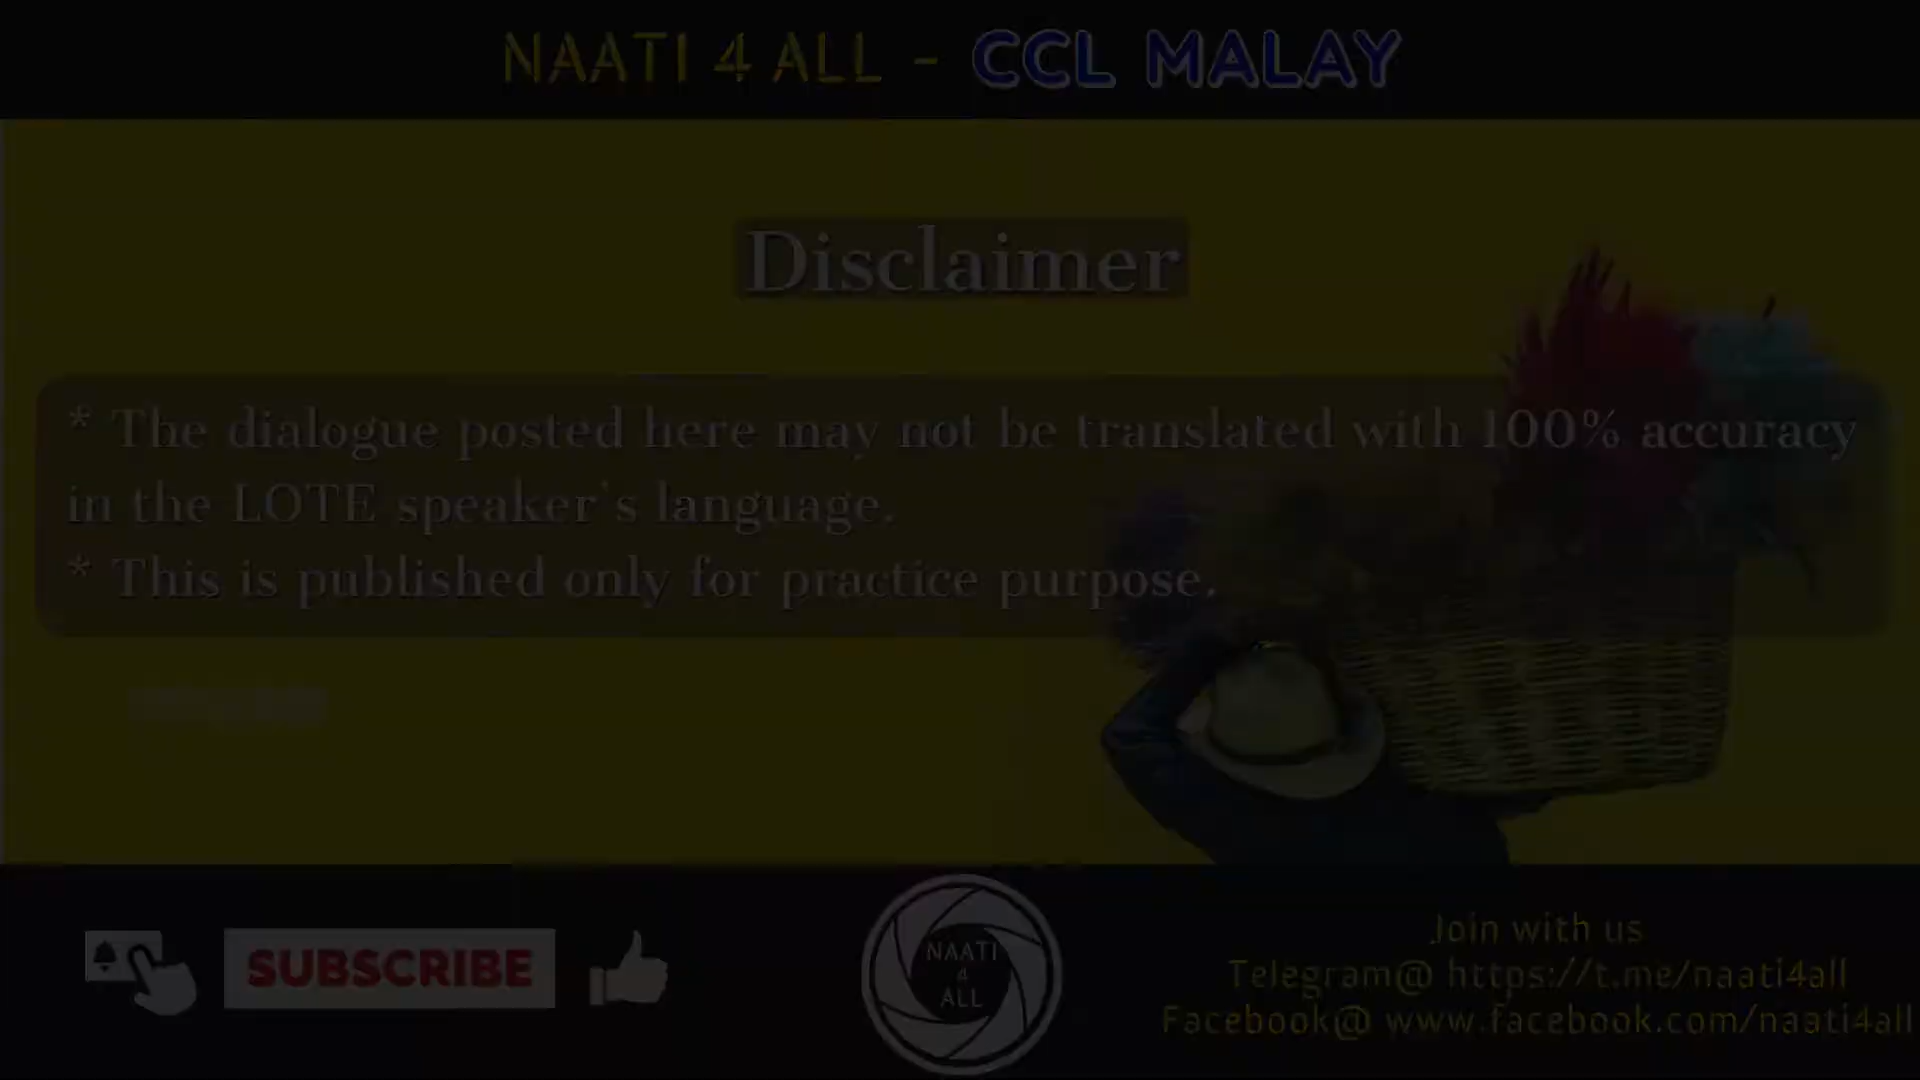 NAATI 4 ALL - CCL MALAY
Disclaimer
* The dialogue posted here may not be translated with 100% accuracy
in the LOTE speaker's language.
* This is published only for practice purpose.
SUBSCRIBE
NAATI
4
ALL
Join with us
Telegram@ https://t.me/naati4all
Facebook@ www.facebook.com/naati4all